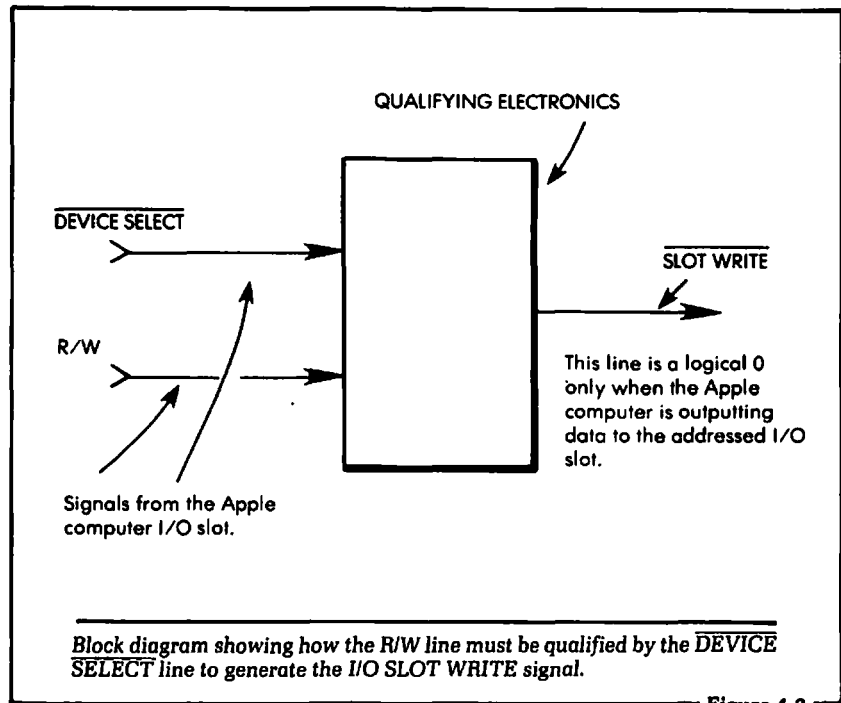 QUALIFYING ELECTRONICS
DEVICE SELECT
SLOT WRITE
R/W
This line is a logical 0
only when the Apple
computer is outputting
data to the addressed I/O
slot.
Signals from the Apple
computer I/O slot.
Block diagram showing how the R/W line must be qualified by the DEVICE
SELECT line to generate the I/O SLOT WRITE signal.